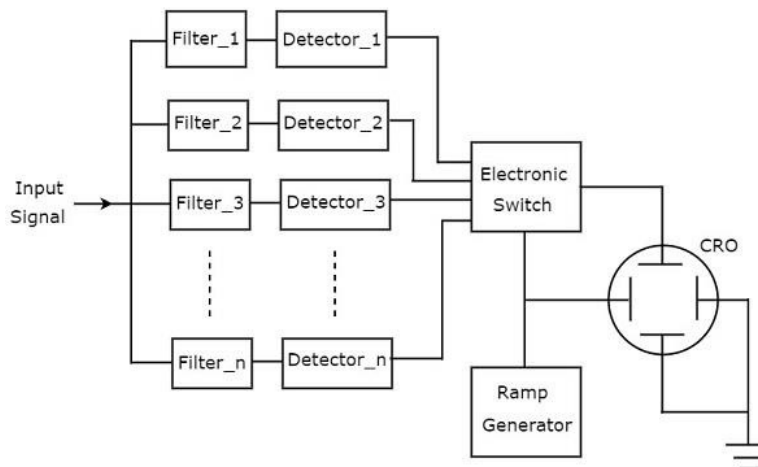 Filter_1
Detector_1
Filter_2
Detector_2
Electronic
Switch
Input
Signal
Filter_3
Detector_3
CRO
Filter_n
Detector_n
Ramp
Generator